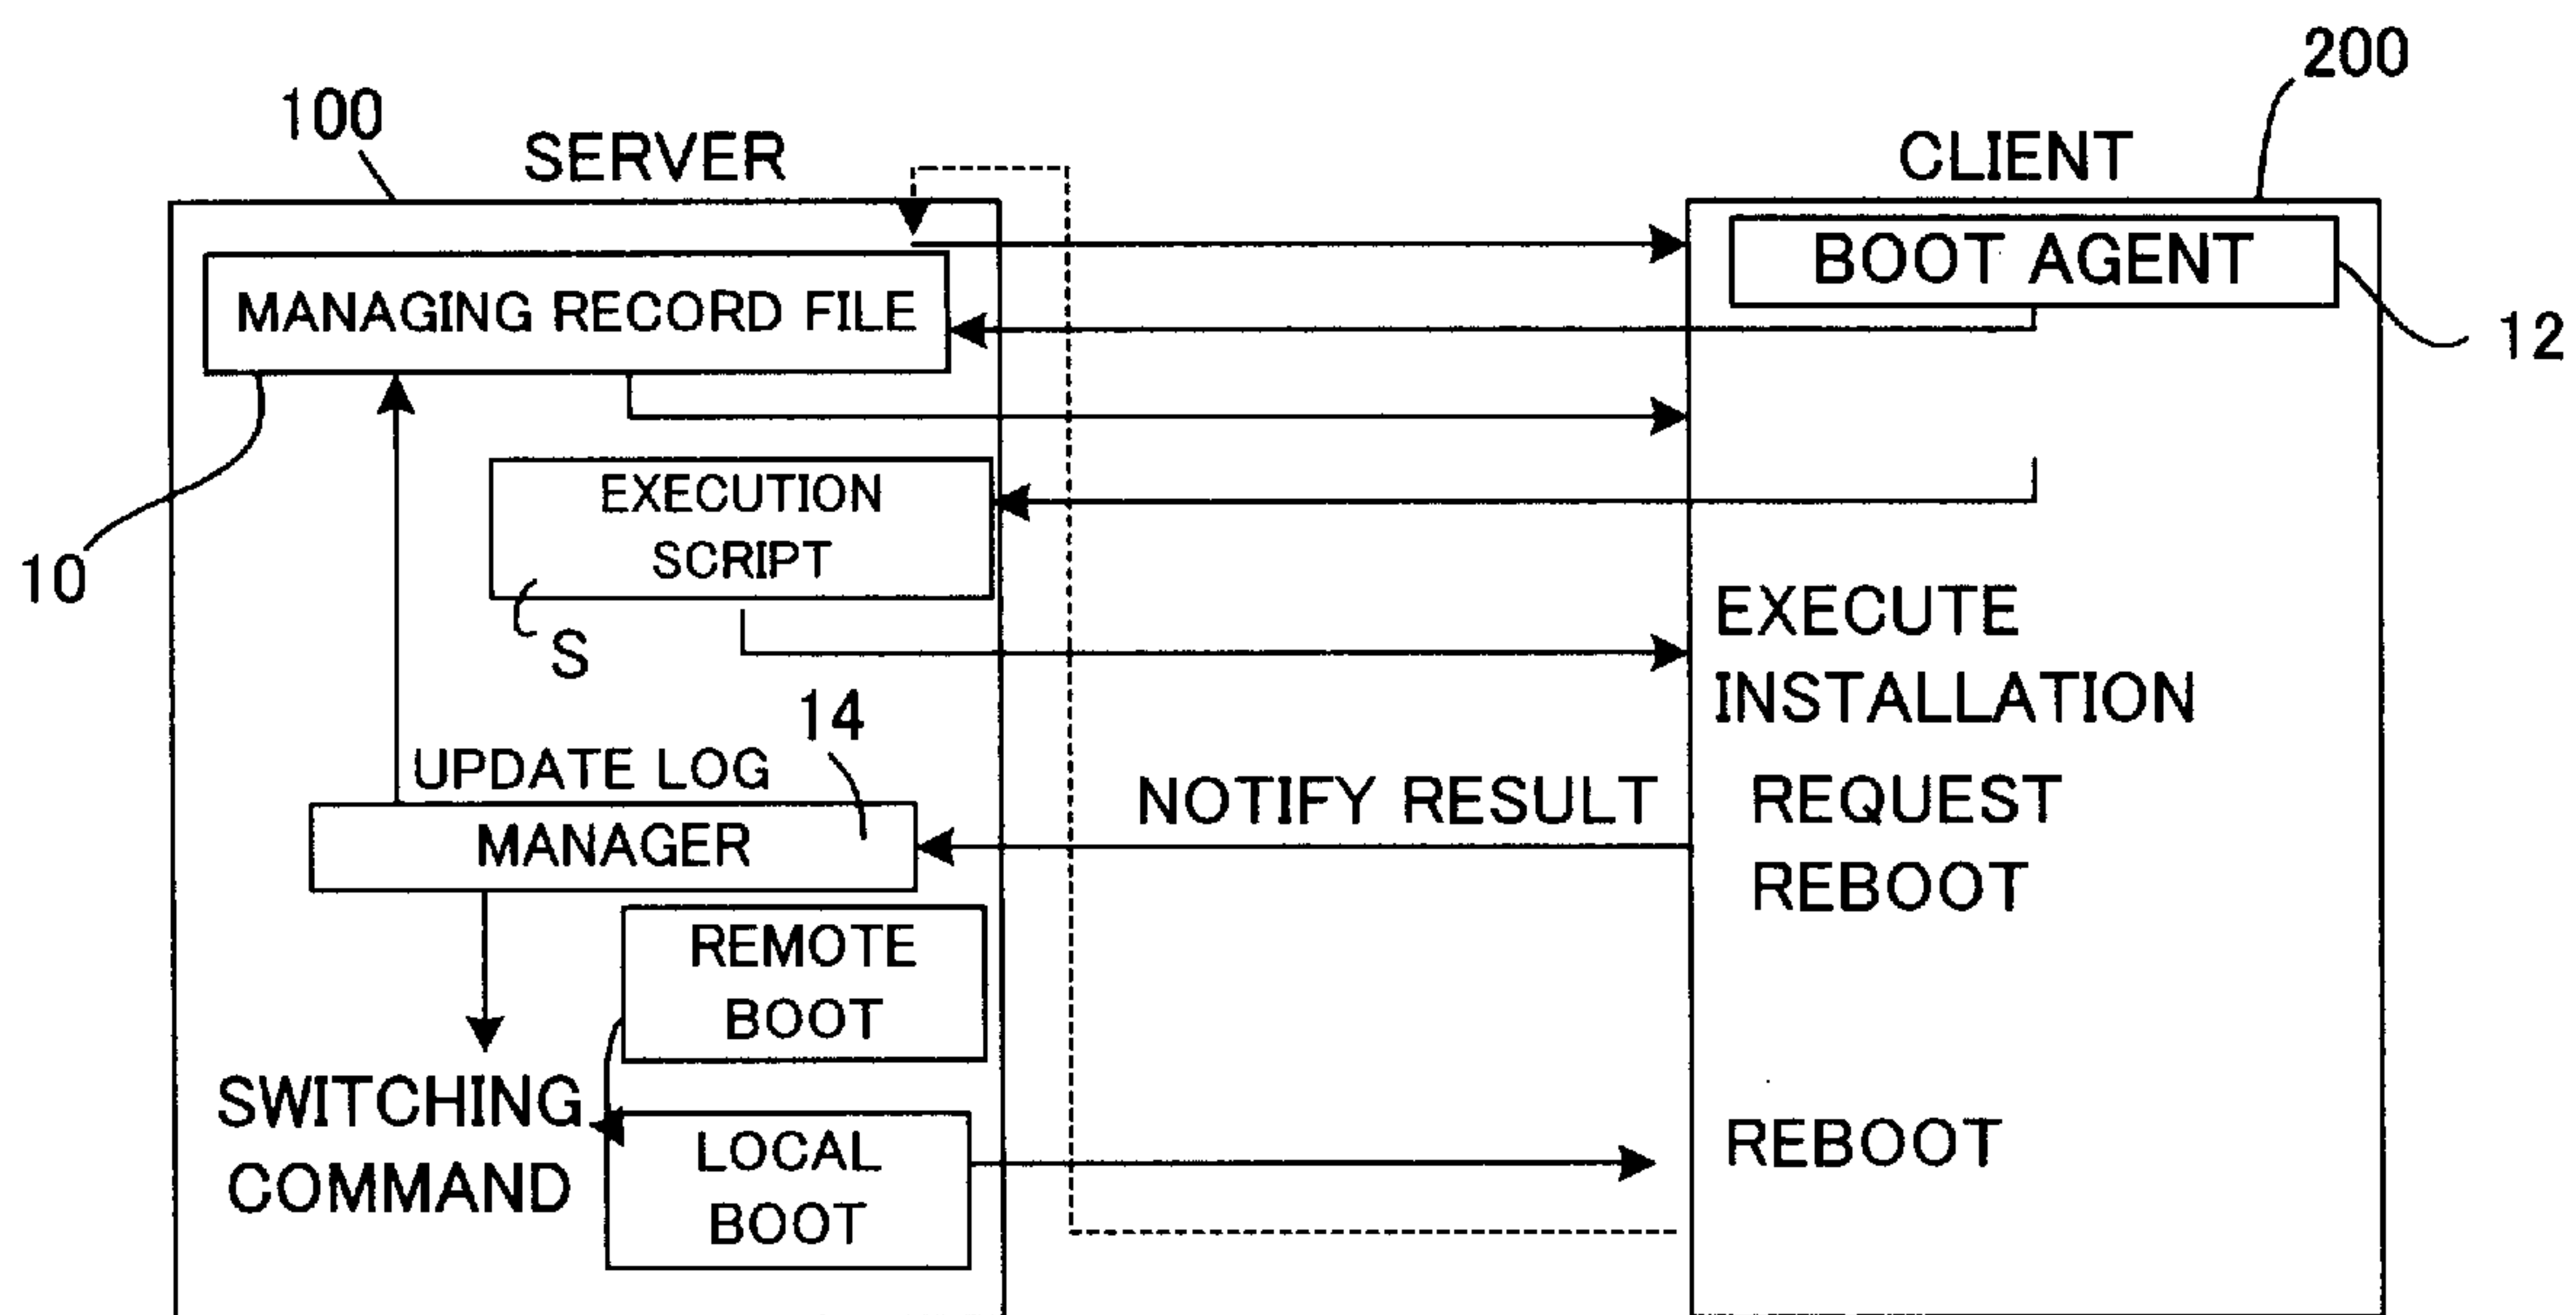 200
100
SERVER
CLIENT
BOOT AGENT
MANAGING RECORD FILE
12
EXECUTION
SCRIPT
10
S
EXECUTE
INSTALLATION
14
UPDATE LOG
NOTIFY RESULT
REQUEST
REBOOT
MANAGER
REMOTE
BOOT
SWITCHING
COMMAND
LOCAL
BOOT
REBOOT